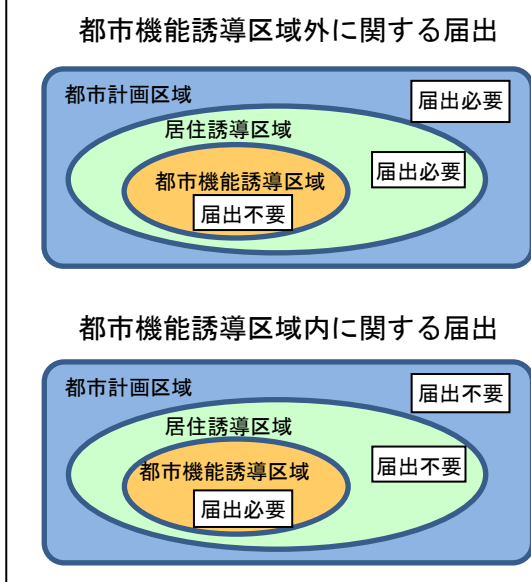 都市機能誘導区域外に関する届出
都市計画区域
届出必要
居住誘導区域
届出必要
都市機能誘導区域
届出不要
都市機能誘導区域内に関する届出
都市計画区域
届出不要
居住誘導区域
届出不要
都市機能誘導区域
届出必要